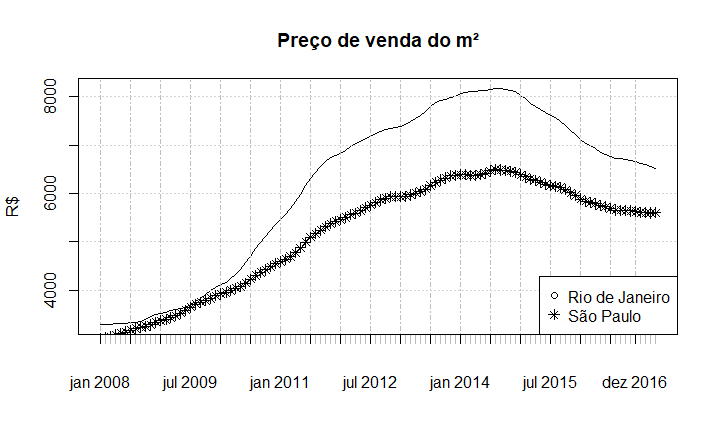 Preço de venda do m²
R$
8000
6000
4000
Rio de Janeiro
São Paulo
jan 2008 jul 2009 jan 2011 jul 2012 jan 2014 jul 2015 dez 2016